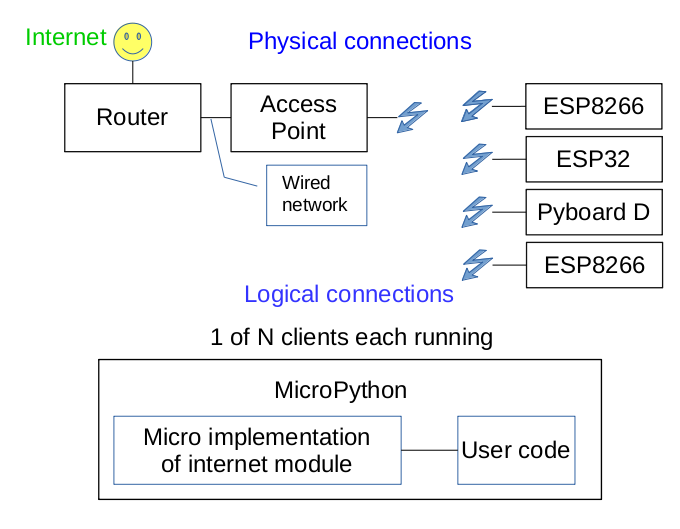 Internet
Physical connections
Router
Access
Point
Wired
network
ESP8266
ESP32
Pyboard D
ESP8266
Logical connections
1 of N clients each running
MicroPython
Micro implementation
of internet module
User code